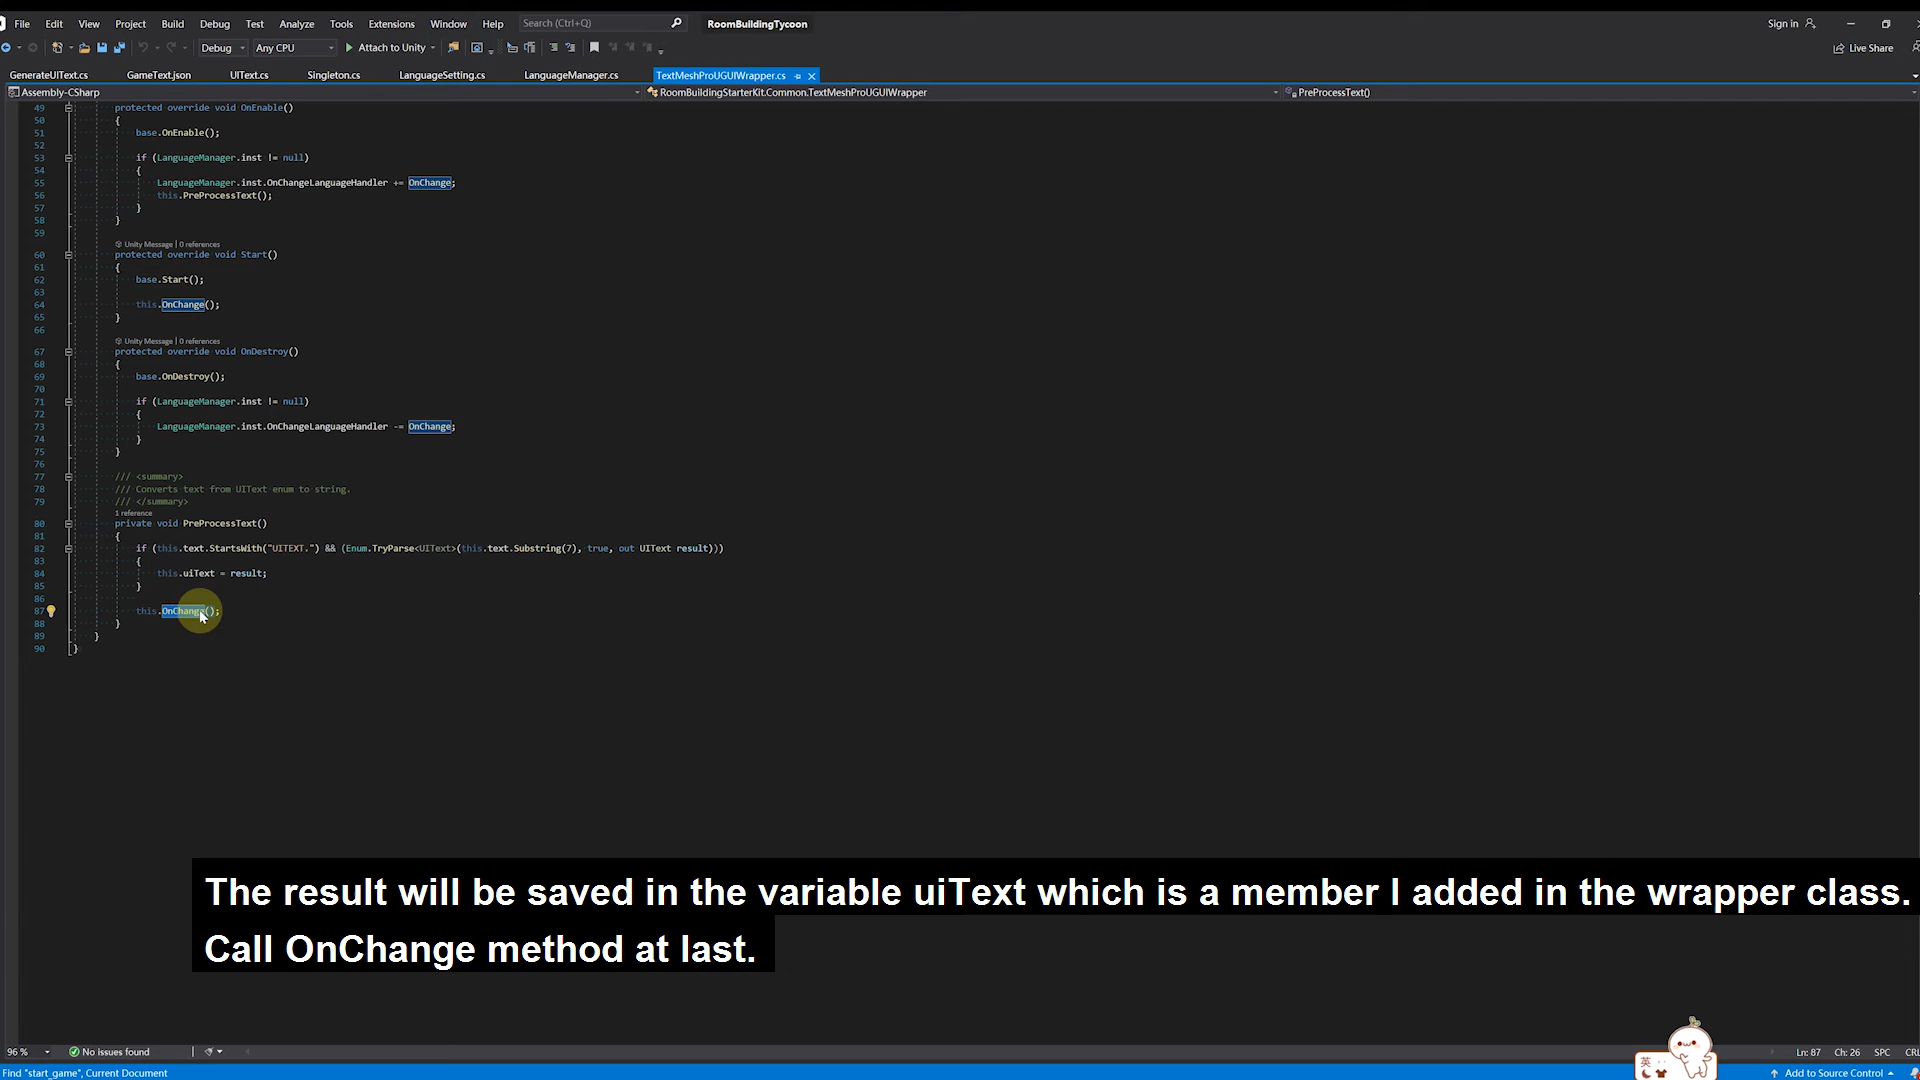 File Edit View Project Build Debug Test Analyze Tools Extensions Window Help Search (Ctrl+Q) RoomBuildingTycoon Sign in
Debug Any CPU Attach to Unity Live Share
GenerateUIText.cs GameText.json UIText.cs Singleton.cs LanguageSetting.cs LanguageManager.cs TextMeshProUGUIWrapper.cs
Assembly-CSharp RoomBuildingStarterKit.Common.TextMeshProUGUIWrapper PreProcessText()
49 protected override void OnEnable()
50 {
51 base.OnEnable();
52
53 if (LanguageManager.inst != null)
54 {
55 LanguageManager.inst.OnChangeLanguageHandler += OnChange;
56 this.PreProcessText();
57 }
58 }
59
Unity Message | 0 references
60 protected override void Start()
61 {
62 base.Start();
63
64 this.OnChange();
65 }
66
Unity Message | 0 references
67 protected override void OnDestroy()
68 {
69 base.OnDestroy();
70
71 if (LanguageManager.inst != null)
72 {
73 LanguageManager.inst.OnChangeLanguageHandler -= OnChange;
74 }
75 }
76
77 /// <summary>
78 /// Converts text from UIText enum to string.
79 /// </summary>
1 reference
80 private void PreProcessText()
81 {
82 if (this.text.StartsWith("UITEXT.") && (Enum.TryParse<UIText>(this.text.Substring(7), true, out UIText result)))
83 {
84 this.uiText = result;
85 }
86
87 this.OnChange();
88 }
89 }
90 }
The result will be saved in the variable uiText which is a member I added in the wrapper class.
Call OnChange method at last.
英
96 % No issues found Ln: 87 Ch: 26 SPC CRL
Find "start_game", Current Document Add to Source Control